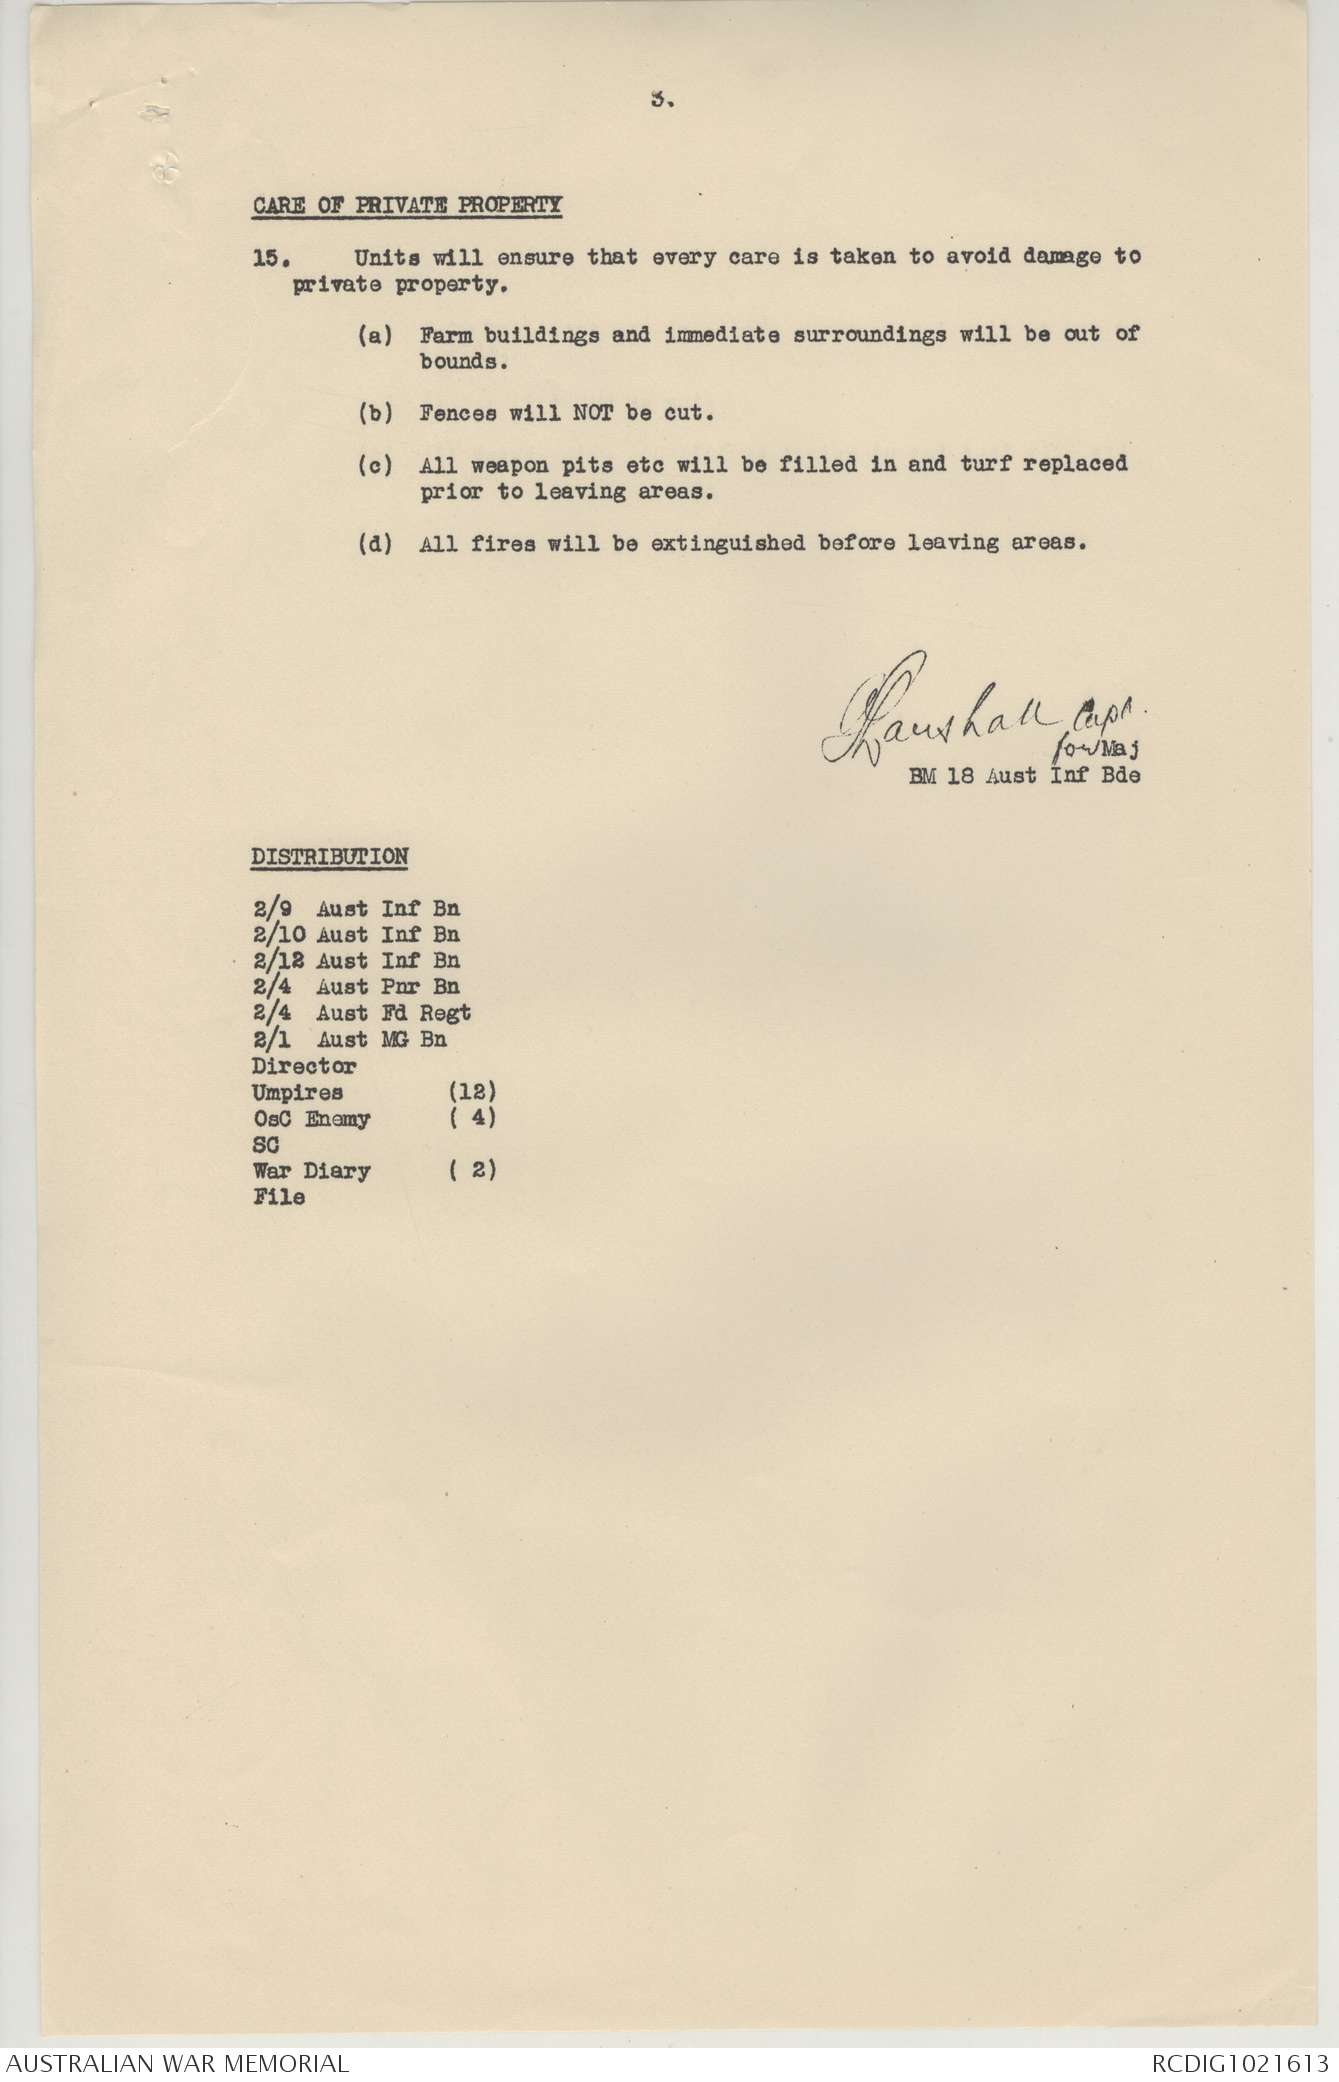 3.
CARE OF PRIVATE PROPERTY
15. Units will ensure that every care is taken to avoid damage to
private property.
(a) Farm buildings and immediate surroundings will be out of
bounds.
(b) Fences will NOT be cut.
(c) All weapon pits etc will be filled in and turf replaced
prior to leaving areas.
(d) All fires will be extinguished before leaving areas.
Capt.
for Maj
BM 18 Aust Inf Bde
DISTRIBUTION
2/9 Aust Inf Bn
2/10 Aust Inf Bn
2/12 Aust Inf Bn
2/4 Aust Pnr Bn
2/4 Aust Fd Regt
2/1 Aust MG Bn
Director
Umpires (12)
OsC Enemy ( 4)
SC
War Diary ( 2)
File
AUSTRALIAN WAR MEMORIAL
RCDIG1021613